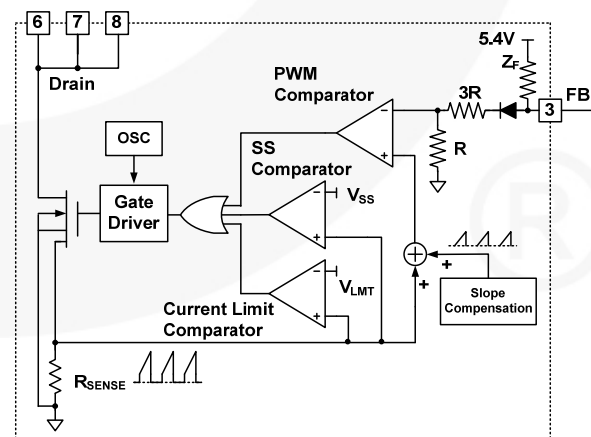 6 7 8
Drain
5.4V
ZF
FB
3
3R
R
PWM
Comparator
OSC
SS
Comparator
Gate
Driver
VSS
VLMT
Current Limit
Comparator
+
+
Slope
Compensation
RSENSE
−
+
−
+
−
+
+
®